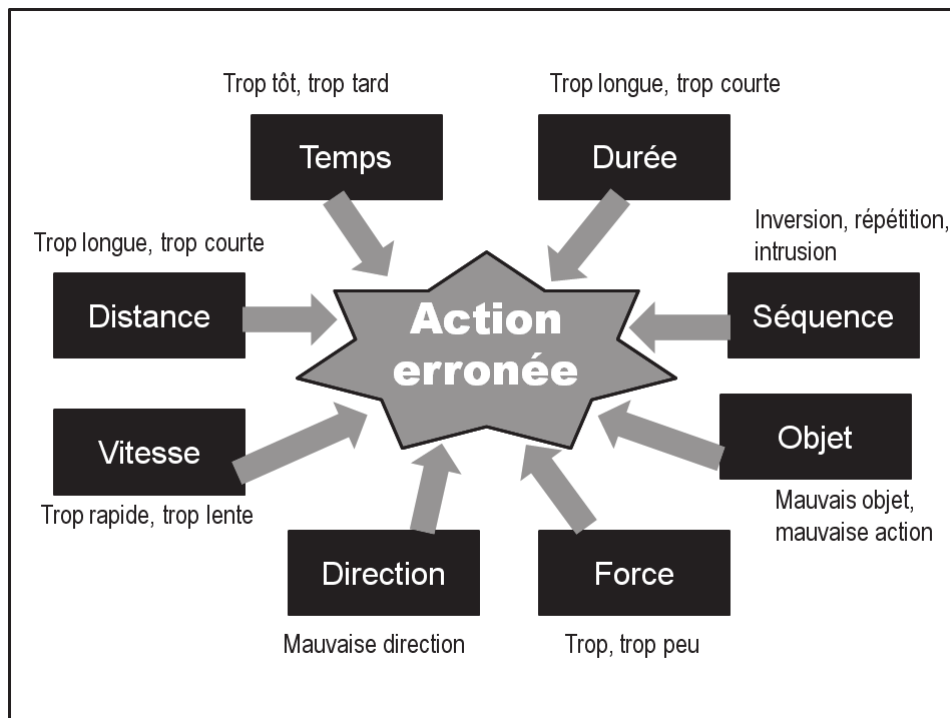 Trop tôt, trop tard
Temps
Trop longue, trop courte
Durée
Trop longue, trop courte
Distance
Inversion, répétition,
intrusion
Séquence
Action
erronée
Vitesse
Trop rapide, trop lente
Objet
Mauvais objet,
mauvaise action
Direction
Mauvaise direction
Force
Trop, trop peu